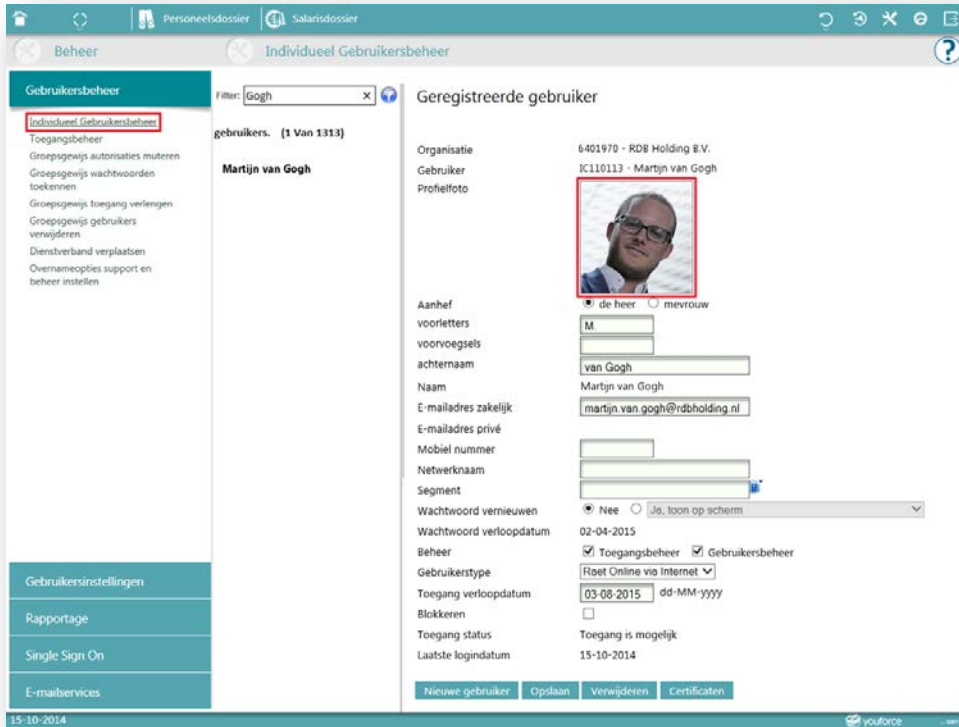 Personeelsdossier
Salarisdossier
Beheer
Individueel Gebruikersbeheer
?
Gebruikersbeheer
Individueel Gebruikersbeheer
Toegangsbeheer
Groepsgewijs autorisaties muteren
Groepsgewijs wachtwoorden
toekennen
Groepsgewijs toegang verlengen
Groepsgewijs gebruikers
verwijderen
Dienstverband verplaatsen
Overnameopties support en
beheer instellen
Gebruikersinstellingen
Rapportage
Single Sign On
E-mailservices
Filter: Gogh x
gebruikers. (1 Van 1313)
Martijn van Gogh
Geregistreerde gebruiker
Organisatie 6401970 - RDB Holding B.V.
Gebruiker IC110113 - Martijn van Gogh
Profielfoto
Aanhef de heer mevrouw
voorletters M.
voorvoegsels
achternaam van Gogh
Naam Martijn van Gogh
E-mailadres zakelijk martijn.van.gogh@rdbholding.nl
E-mailadres privé
Mobiel nummer
Netwerknaam
Segment
Wachtwoord vernieuwen Nee Ja, toon op scherm
Wachtwoord verloopdatum 02-04-2015
Beheer Toegangsbeheer Gebruikersbeheer
Gebruikerstype Raet Online via Internet
Toegang verloopdatum 03-08-2015 dd-MM-yyyy
Blokkeren
Toegang status Toegang is mogelijk
Laatste logindatum 15-10-2014
Nieuwe gebruiker Opslaan Verwijderen Certificaten
15-10-2014
youforce